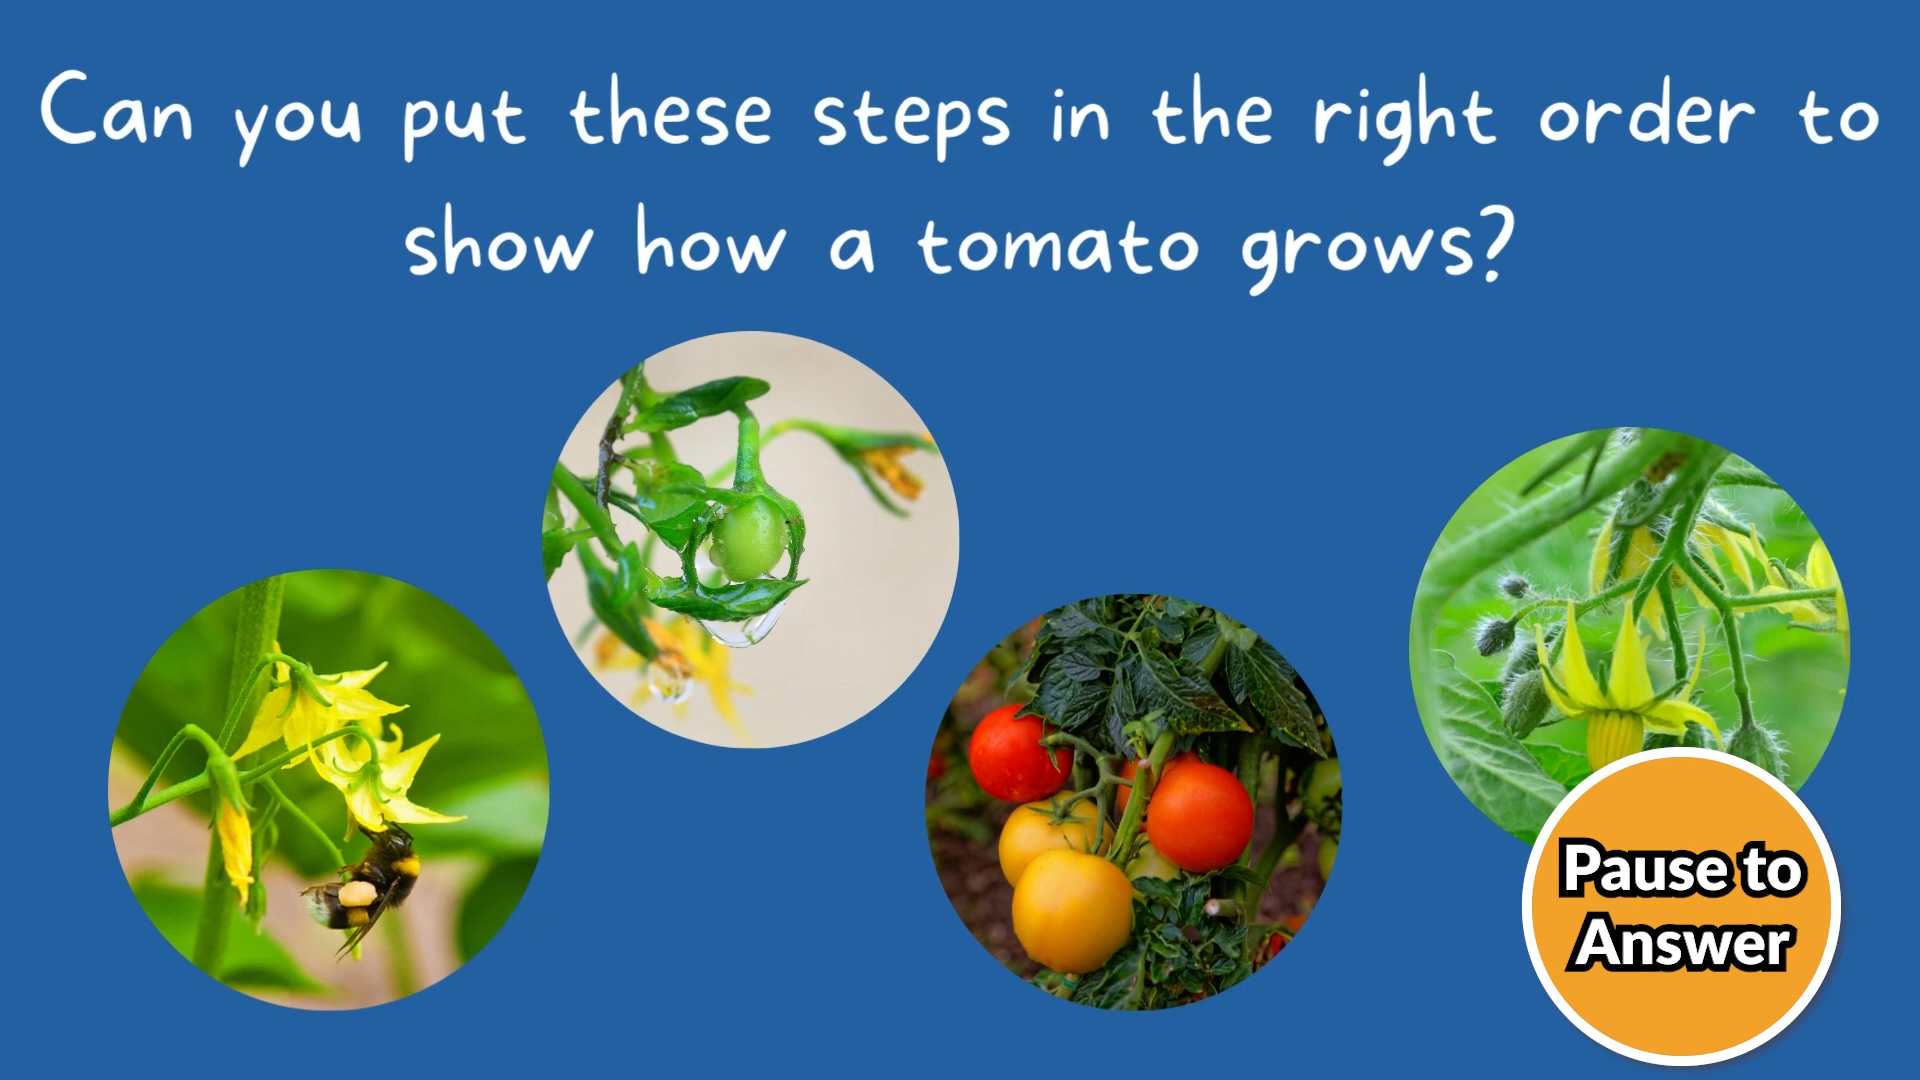 Can you put these steps in the right order to
show how a tomato grows?
Pause to
Answer